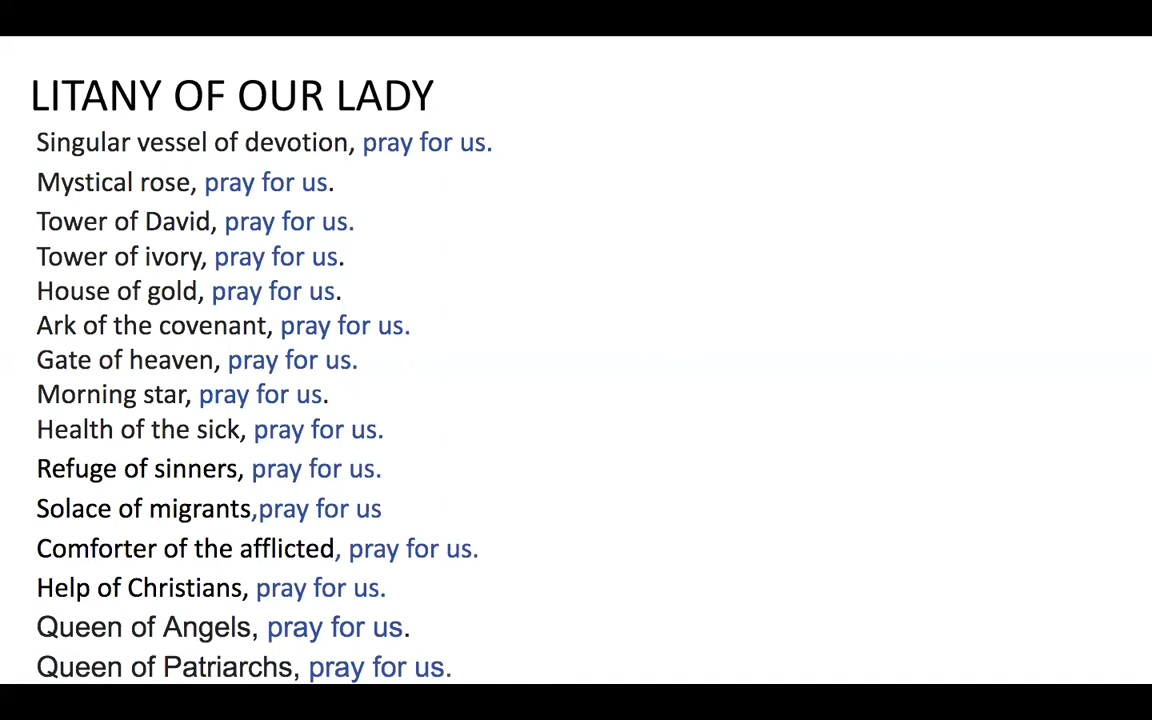 LITANY OF OUR LADY
Singular vessel of devotion, pray for us.
Mystical rose, pray for us.
Tower of David, pray for us.
Tower of ivory, pray for us.
House of gold, pray for us.
Ark of the covenant, pray for us.
Gate of heaven, pray for us.
Morning star, pray for us.
Health of the sick, pray for us.
Refuge of sinners, pray for us.
Solace of migrants,pray for us
Comforter of the afflicted, pray for us.
Help of Christians, pray for us.
Queen of Angels, pray for us.
Queen of Patriarchs, pray for us.